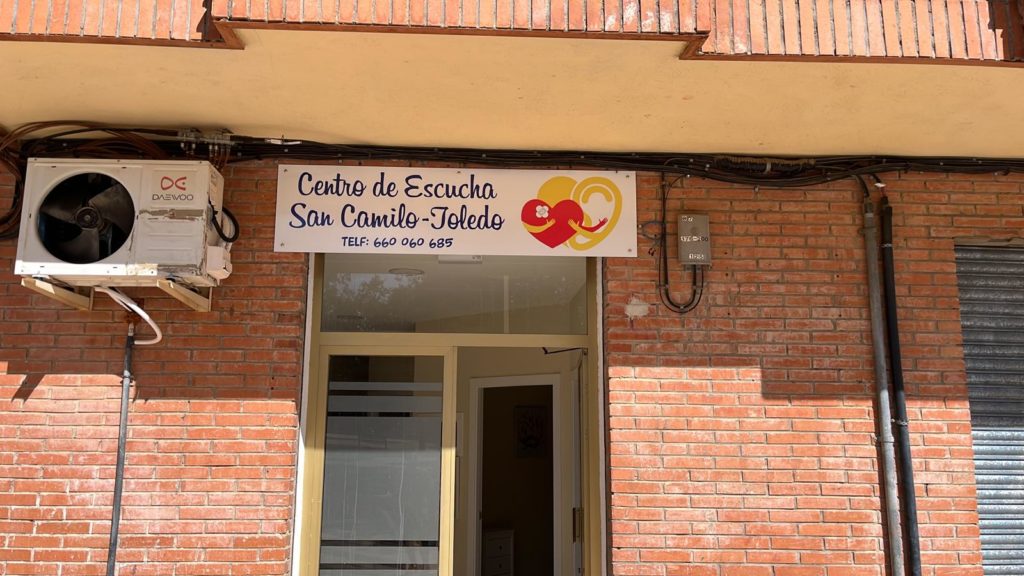 DAEWOO
Centro de Escucha
San Camilo-Toledo
TELF: 660 060 685